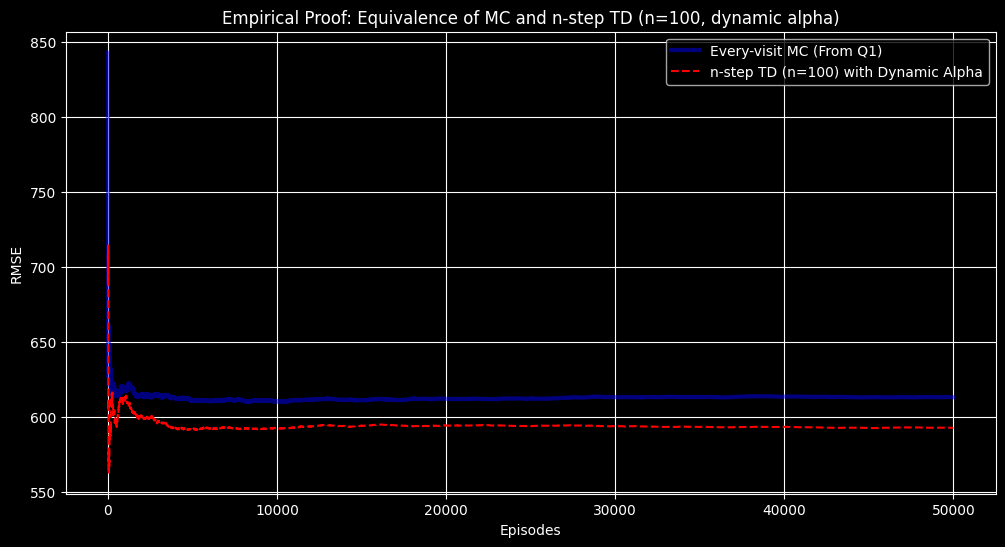 Empirical Proof: Equivalence of MC and n-step TD (n=100, dynamic alpha)
Every-visit MC (From Q1)
n-step TD (n=100) with Dynamic Alpha
RMSE
850
800
750
700
650
600
550
0 10000 20000 30000 40000 50000
Episodes